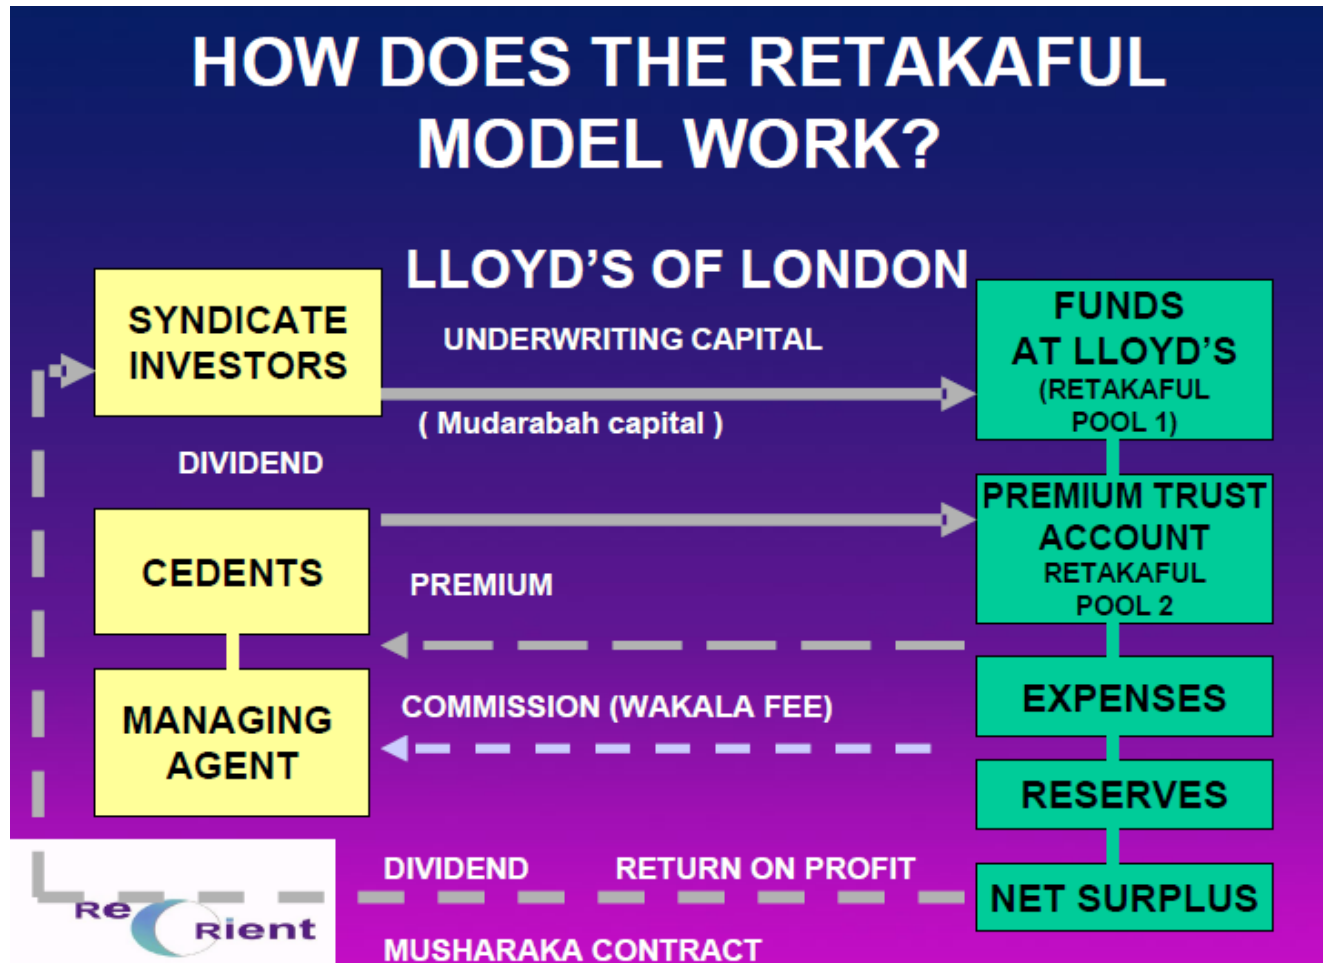 HOW DOES THE RETAKAFUL
MODEL WORK?
LLOYD'S OF LONDON
SYNDICATE
INVESTORS
UNDERWRITING CAPITAL
( Mudarabah capital )
FUNDS
AT LLOYD'S
(RETAKAFUL
POOL 1)
DIVIDEND
CEDENTS
PREMIUM
PREMIUM TRUST
ACCOUNT
RETAKAFUL
POOL 2
MANAGING
AGENT
COMMISSION (WAKALA FEE)
EXPENSES
RESERVES
DIVIDEND RETURN ON PROFIT
NET SURPLUS
MUSHARAKA CONTRACT
ReOrient